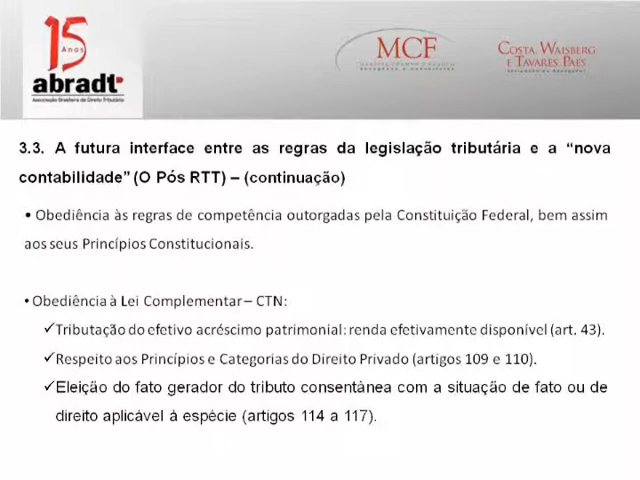 15
Anos
abradt
Associação Brasileira de Direito Tributário
MCF
COSTA, WAISBERG
E TAVARES PAES
3.3. A futura interface entre as regras da legislação tributária e a “nova
contabilidade” (O Pós RTT) – (continuação)
• Obediência às regras de competência outorgadas pela Constituição Federal, bem assim
aos seus Princípios Constitucionais.
• Obediência à Lei Complementar – CTN:
✓Tributação do efetivo acréscimo patrimonial: renda efetivamente disponível (art. 43).
✓Respeito aos Princípios e Categorias do Direito Privado (artigos 109 e 110).
✓Eleição do fato gerador do tributo consentânea com a situação de fato ou de
direito aplicável à espécie (artigos 114 a 117).